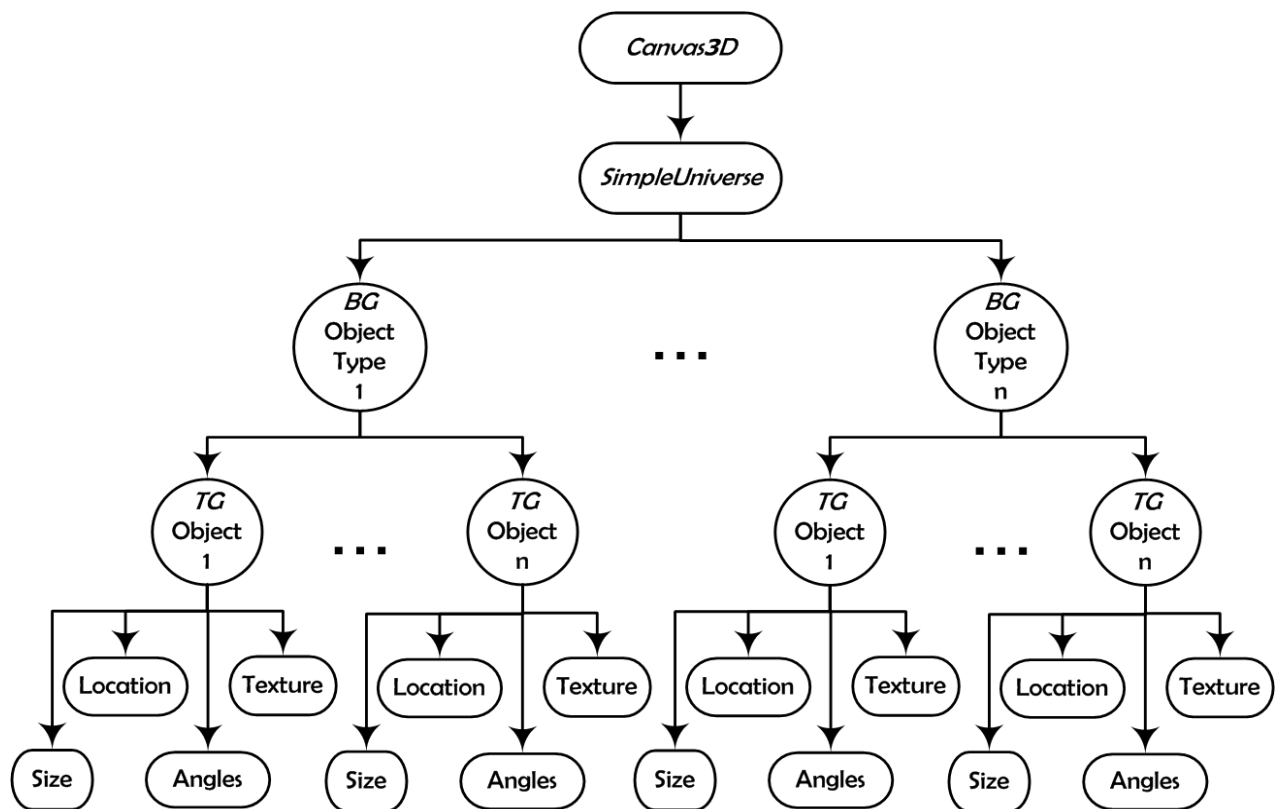 Canvas3D
SimpleUniverse
BG
Object
Type
1
...
BG
Object
Type
n
TG
Object
1
...
TG
Object
n
TG
Object
1
...
TG
Object
n
Location
Texture
Location
Texture
Location
Texture
Location
Texture
Size
Angles
Size
Angles
Size
Angles
Size
Angles